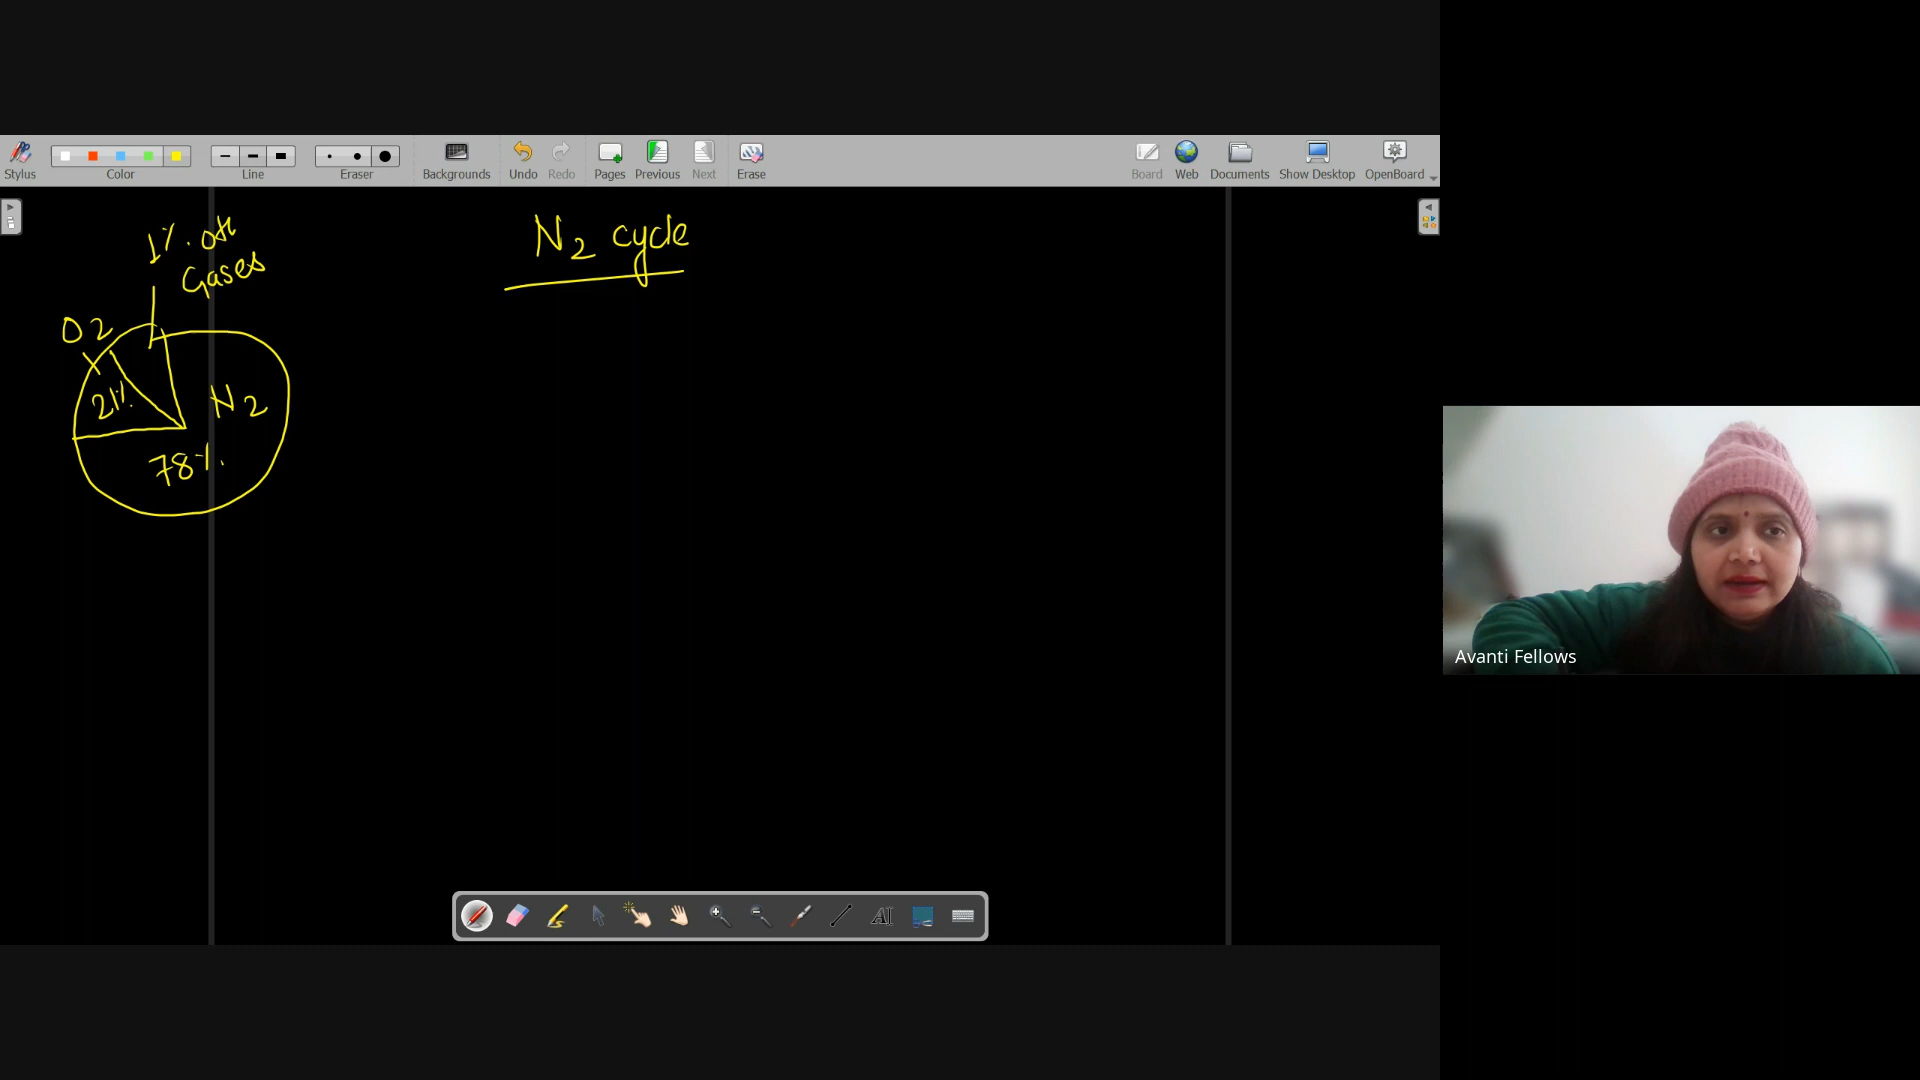 Stylus
Color
Line
Eraser
Backgrounds
Undo
Redo
Pages
Previous
Next
Erase
Board
Web
Documents
Show Desktop
OpenBoard
1%. oth
Gases
N2 cycle
O2
21%.
N2
78%.
AI
Avanti Fellows